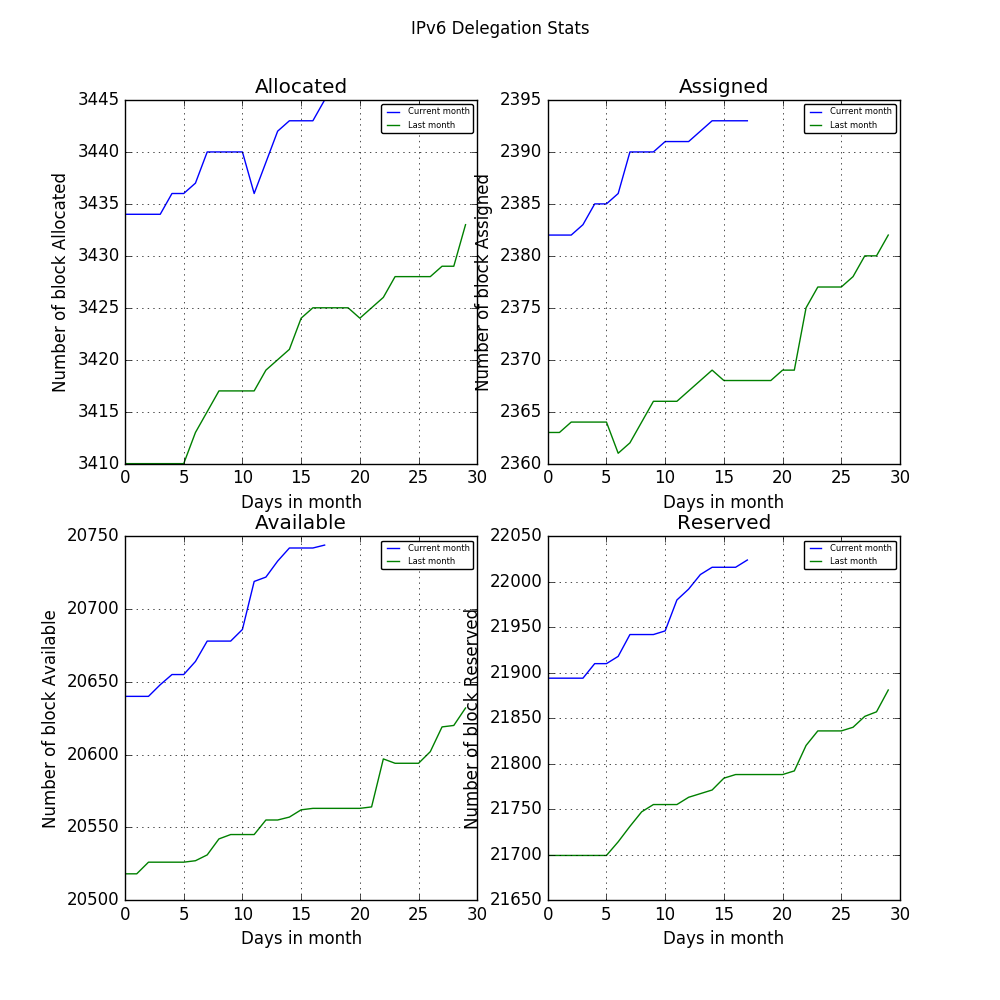 IPv6 Delegation Stats
Allocated
Number of block Allocated
3445
3440
3435
3430
3425
3420
3415
3410
Current month
Last month
0 5 10 15 20 25 30
Days in month
Assigned
Number of block Assigned
2395
2390
2385
2380
2375
2370
2365
2360
Current month
Last month
0 5 10 15 20 25 30
Days in month
Available
Number of block Available
20750
20700
20650
20600
20550
20500
Current month
Last month
0 5 10 15 20 25 30
Days in month
Reserved
Number of block Reserved
22050
22000
21950
21900
21850
21800
21750
21700
21650
Current month
Last month
0 5 10 15 20 25 30
Days in month